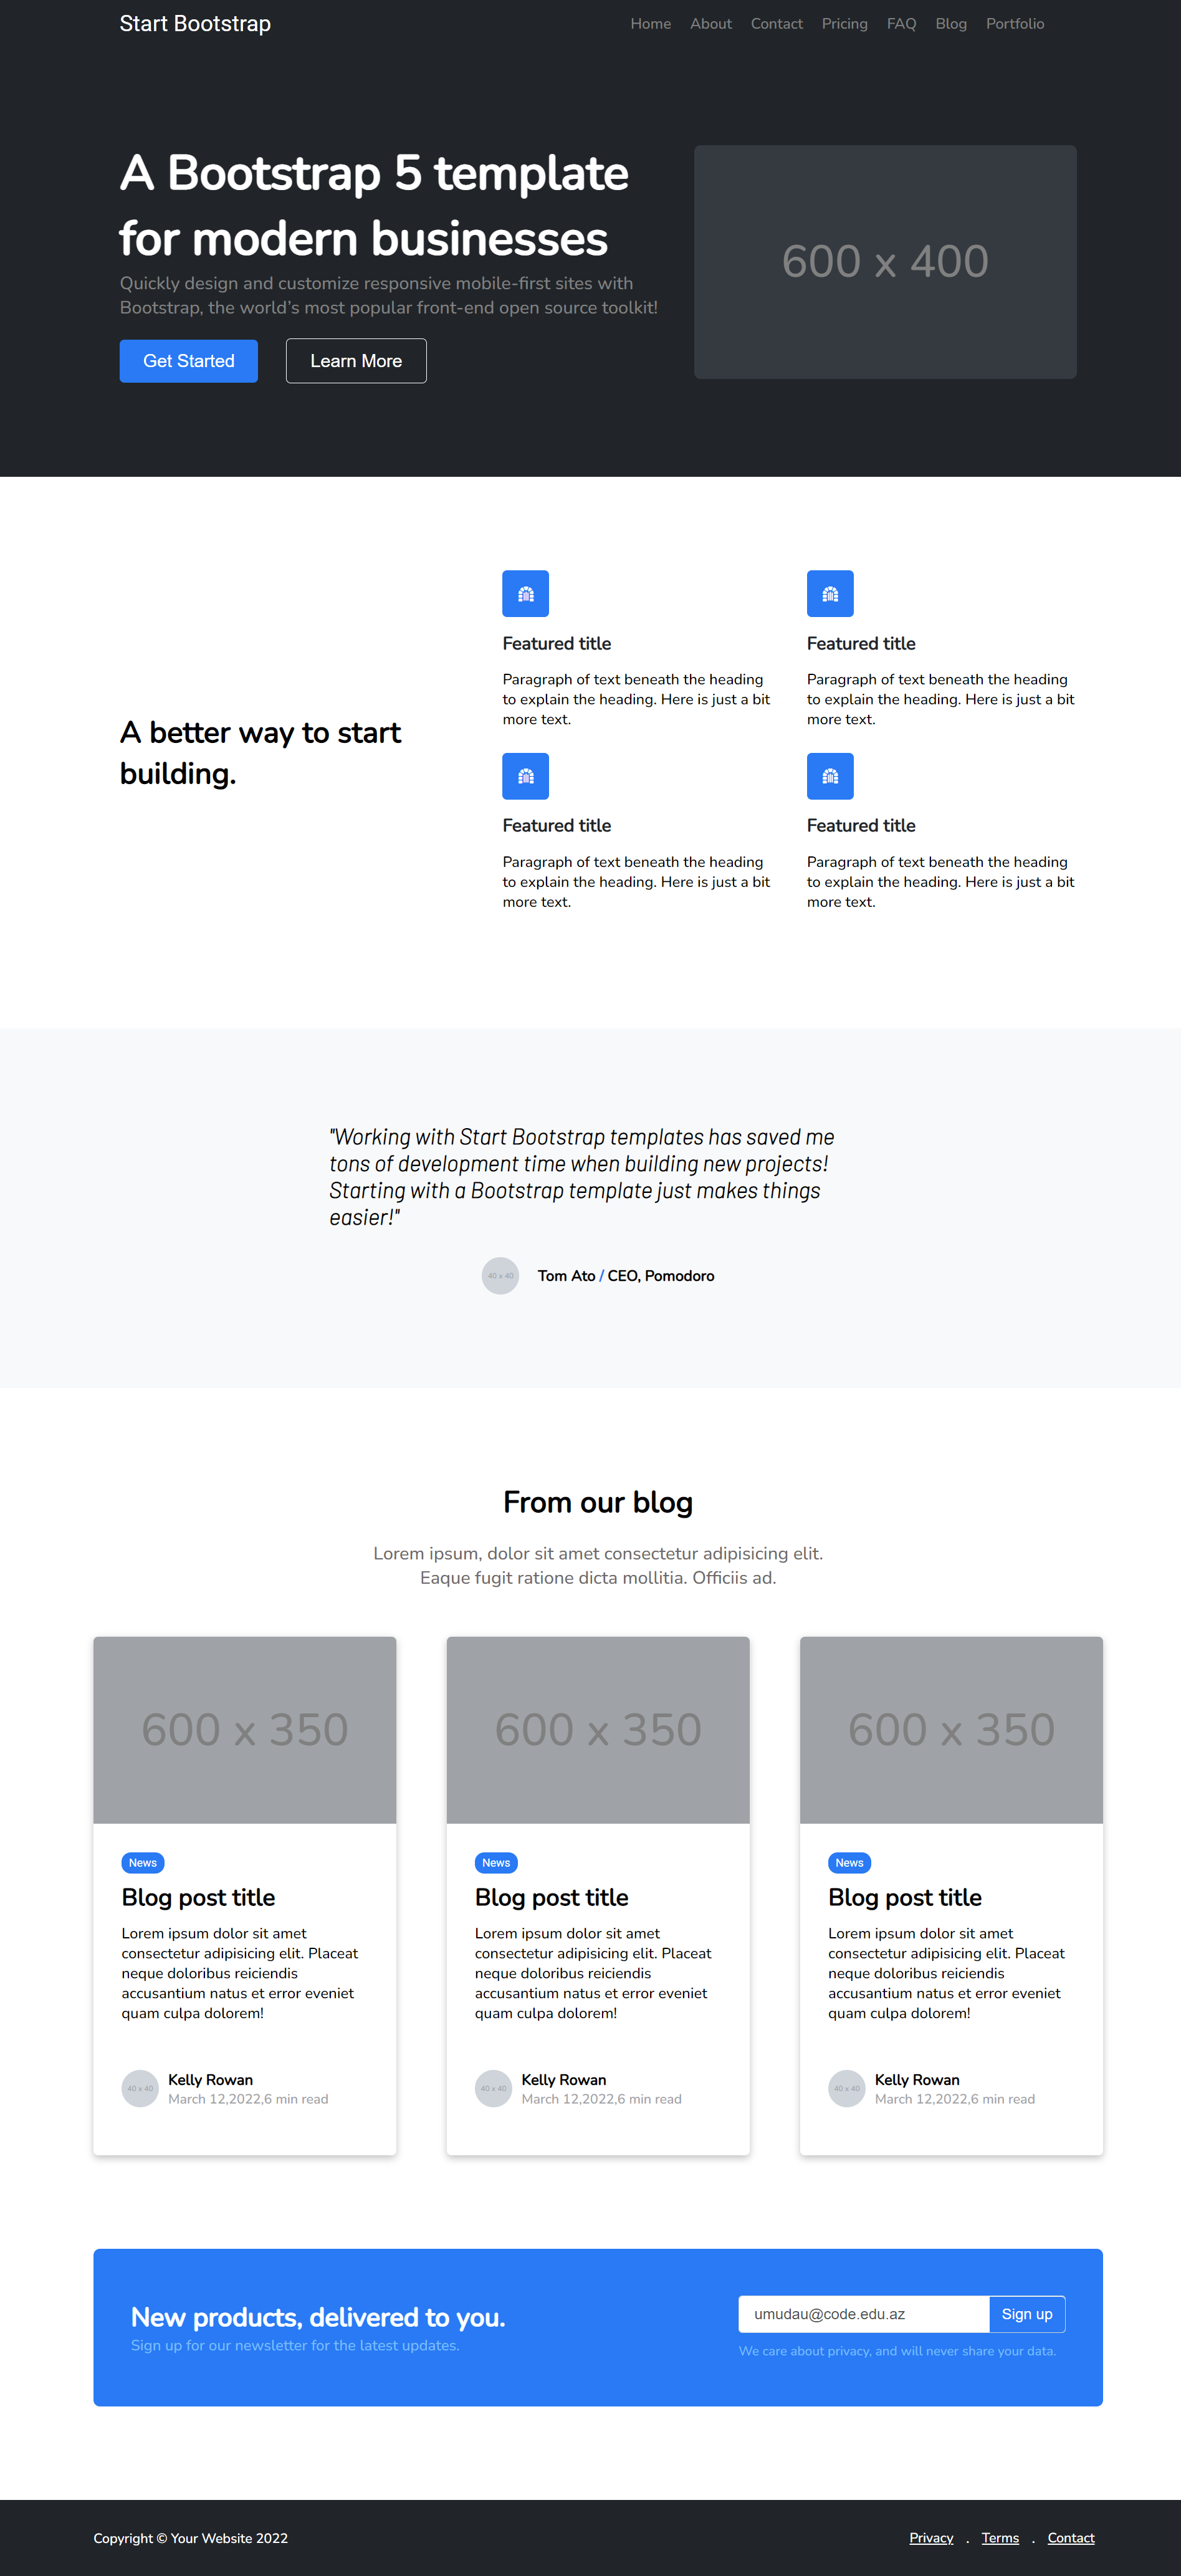 Start Bootstrap
Home About Contact Pricing FAQ Blog Portfolio
A Bootstrap 5 template
for modern businesses
Quickly design and customize responsive mobile-first sites with
Bootstrap, the world's most popular front-end open source toolkit!
Get Started Learn More
600 x 400
A better way to start
building.
Featured title
Paragraph of text beneath the heading
to explain the heading. Here is just a bit
more text.
Featured title
Paragraph of text beneath the heading
to explain the heading. Here is just a bit
more text.
Featured title
Paragraph of text beneath the heading
to explain the heading. Here is just a bit
more text.
Featured title
Paragraph of text beneath the heading
to explain the heading. Here is just a bit
more text.
"Working with Start Bootstrap templates has saved me
tons of development time when building new projects!
Starting with a Bootstrap template just makes things
easier!"
40 x 40
Tom Ato / CEO, Pomodoro
From our blog
Lorem ipsum, dolor sit amet consectetur adipisicing elit.
Eaque fugit ratione dicta mollitia. Officiis ad.
600 x 350
News
Blog post title
Lorem ipsum dolor sit amet
consectetur adipisicing elit. Placeat
neque doloribus reiciendis
accusantium natus et error eveniet
quam culpa dolorem!
40 x 40
Kelly Rowan
March 12,2022,6 min read
600 x 350
News
Blog post title
Lorem ipsum dolor sit amet
consectetur adipisicing elit. Placeat
neque doloribus reiciendis
accusantium natus et error eveniet
quam culpa dolorem!
40 x 40
Kelly Rowan
March 12,2022,6 min read
600 x 350
News
Blog post title
Lorem ipsum dolor sit amet
consectetur adipisicing elit. Placeat
neque doloribus reiciendis
accusantium natus et error eveniet
quam culpa dolorem!
40 x 40
Kelly Rowan
March 12,2022,6 min read
New products, delivered to you.
Sign up for our newsletter for the latest updates.
umudau@code.edu.az Sign up
We care about privacy, and will never share your data.
Copyright © Your Website 2022
Privacy . Terms . Contact